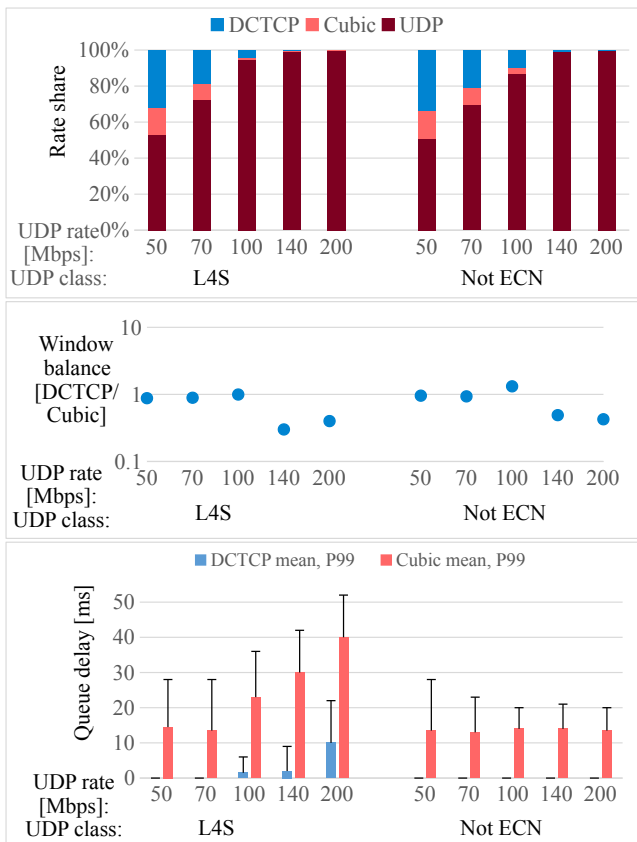 DCTCP Cubic UDP
100%
80%
60%
40%
20%
0%
Rate share
UDP rate
[Mbps]:
50 70 100 140 200 50 70 100 140 200
UDP class: L4S Not ECN
10
1
0.1
Window
balance
[DCTCP/
Cubic]
UDP rate
[Mbps]:
50 70 100 140 200 50 70 100 140 200
UDP class: L4S Not ECN
DCTCP mean, P99 Cubic mean, P99
50
40
30
20
10
0
Queue delay [ms]
UDP rate
[Mbps]:
50 70 100 140 200 50 70 100 140 200
UDP class: L4S Not ECN